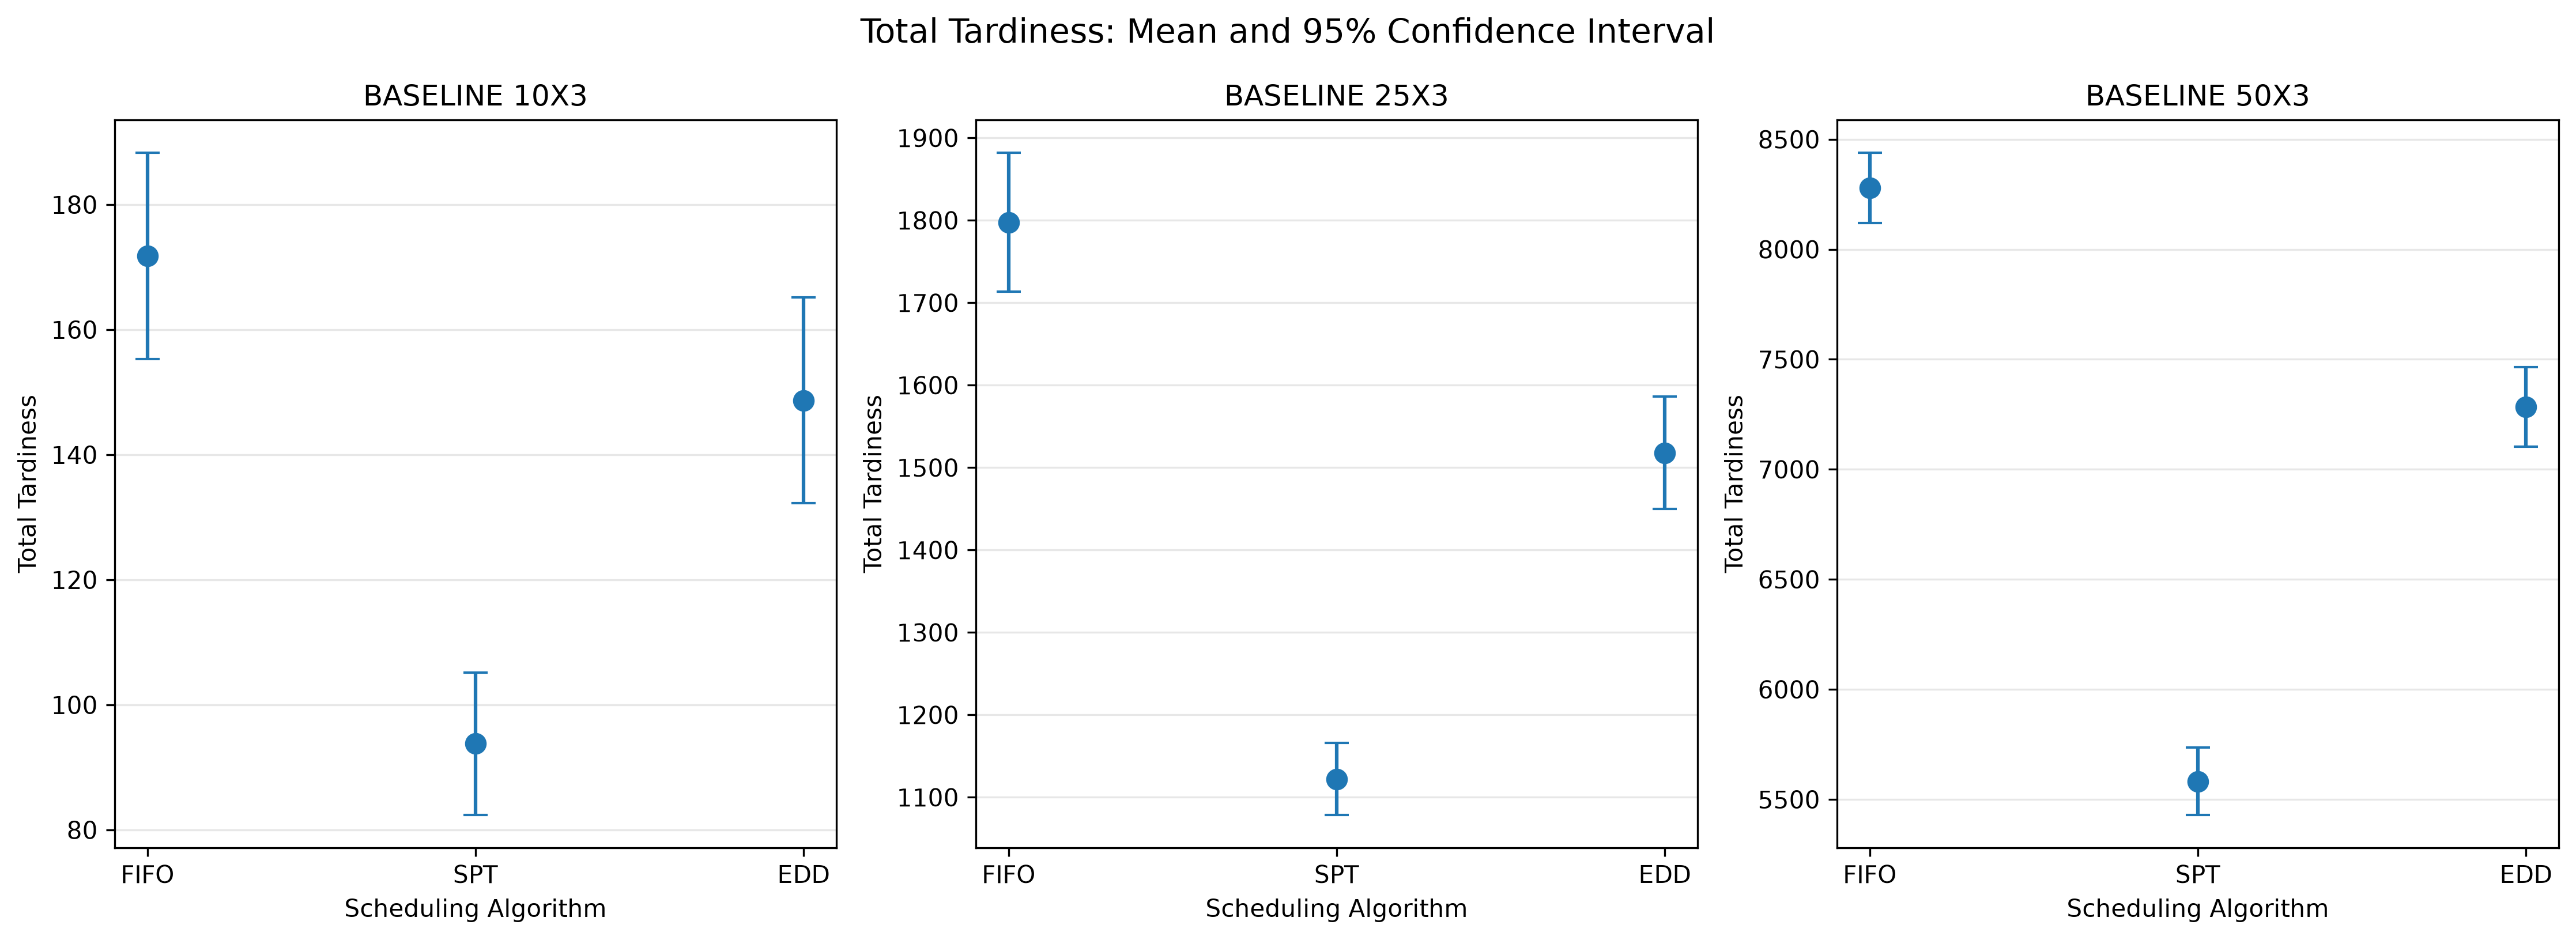 Total Tardiness: Mean and 95% Confidence Interval
BASELINE 10X3
180
160
140
120
100
80
Total Tardiness
FIFO SPT EDD
Scheduling Algorithm
BASELINE 25X3
1900
1800
1700
1600
1500
1400
1300
1200
1100
Total Tardiness
FIFO SPT EDD
Scheduling Algorithm
BASELINE 50X3
8500
8000
7500
7000
6500
6000
5500
Total Tardiness
FIFO SPT EDD
Scheduling Algorithm